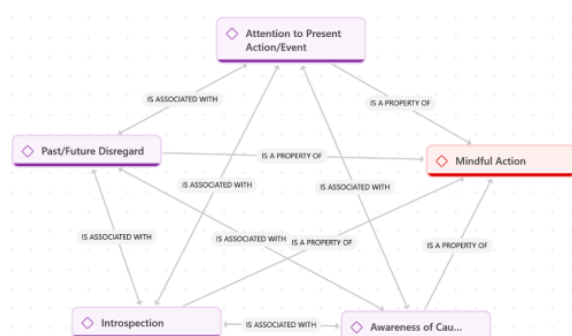 Attention to Present
Action/Event
IS ASSOCIATED WITH
IS A PROPERTY OF
Past/Future Disregard
IS A PROPERTY OF
Mindful Action
IS ASSOCIATED WITH
IS ASSOCIATED WITH
IS ASSOCIATED WITH
IS ASSOCIATED WITH
IS A PROPERTY OF
IS A PROPERTY OF
Introspection
IS ASSOCIATED WITH
Awareness of Cau...